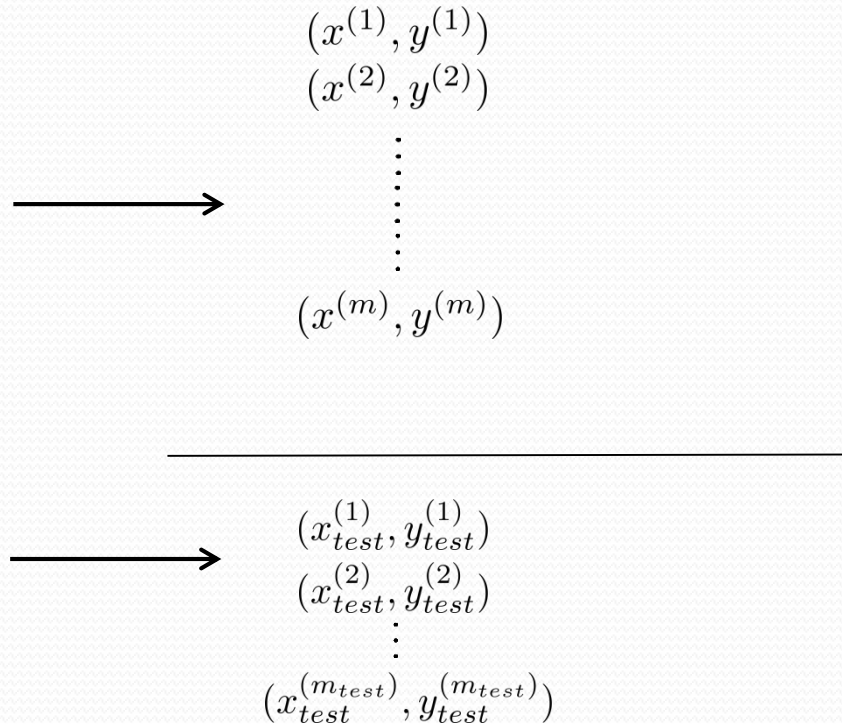 (x^{(1)}, y^{(1)})
(x^{(2)}, y^{(2)})
(x^{(m)}, y^{(m)})
(x_{test}^{(1)}, y_{test}^{(1)})
(x_{test}^{(2)}, y_{test}^{(2)})
(x_{test}^{(m_{test})}, y_{test}^{(m_{test})})